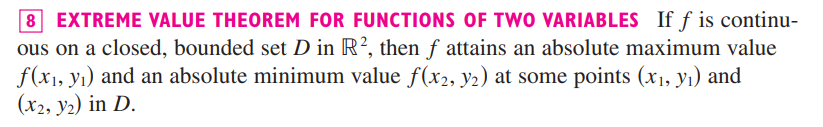 8 EXTREME VALUE THEOREM FOR FUNCTIONS OF TWO VARIABLES If f is continu-
ous on a closed, bounded set D in ℝ², then f attains an absolute maximum value
f(x₁, y₁) and an absolute minimum value f(x₂, y₂) at some points (x₁, y₁) and
(x₂, y₂) in D.